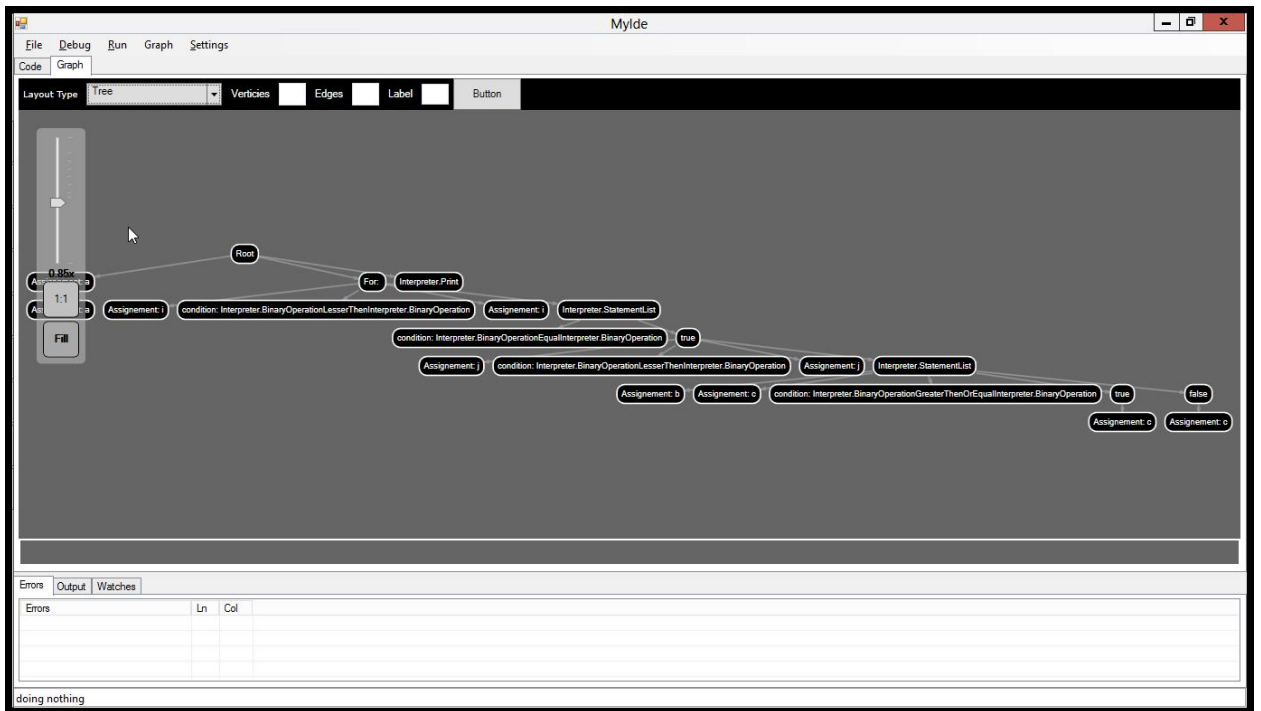 MyIde
File Debug Run Graph Settings
Code Graph
Layout Type Tree Verticies Edges Label Button
Root
0.85x
Assignement: a For: Interpreter.Print
1:1
a Assignement: i condition: Interpreter.BinaryOperationLesserThenInterpreter.BinaryOperation Assignement: i Interpreter.StatementList
Fill condition: Interpreter.BinaryOperationEqualInterpreter.BinaryOperation true
Assignement: j condition: Interpreter.BinaryOperationLesserThenInterpreter.BinaryOperation Assignement: j Interpreter.StatementList
Assignement: b Assignement: c condition: Interpreter.BinaryOperationGreaterThenOrEqualInterpreter.BinaryOperation true false
Assignement: c Assignement: c
Errors Output Watches
Errors Ln Col
doing nothing